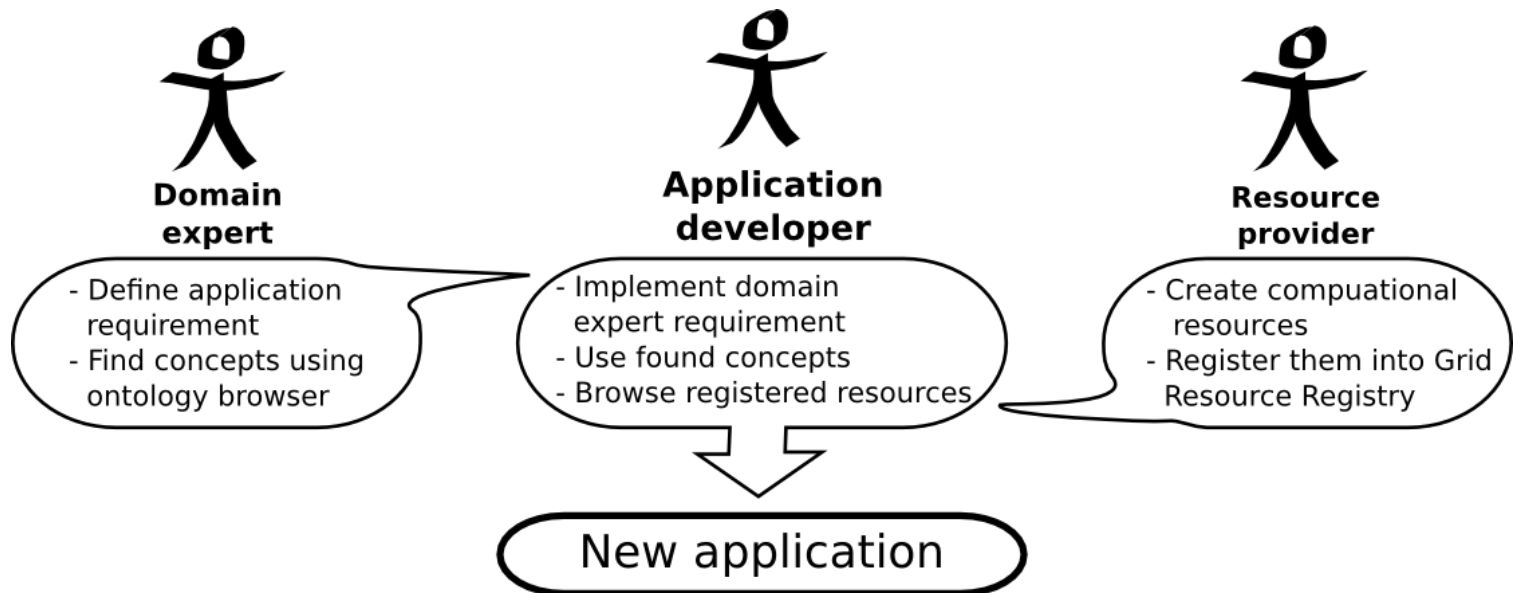 Domain
expert
- Define application
requirement
- Find concepts using
ontology browser
Application
developer
- Implement domain
expert requirement
- Use found concepts
- Browse registered resources
Resource
provider
- Create compuational
resources
- Register them into Grid
Resource Registry
New application